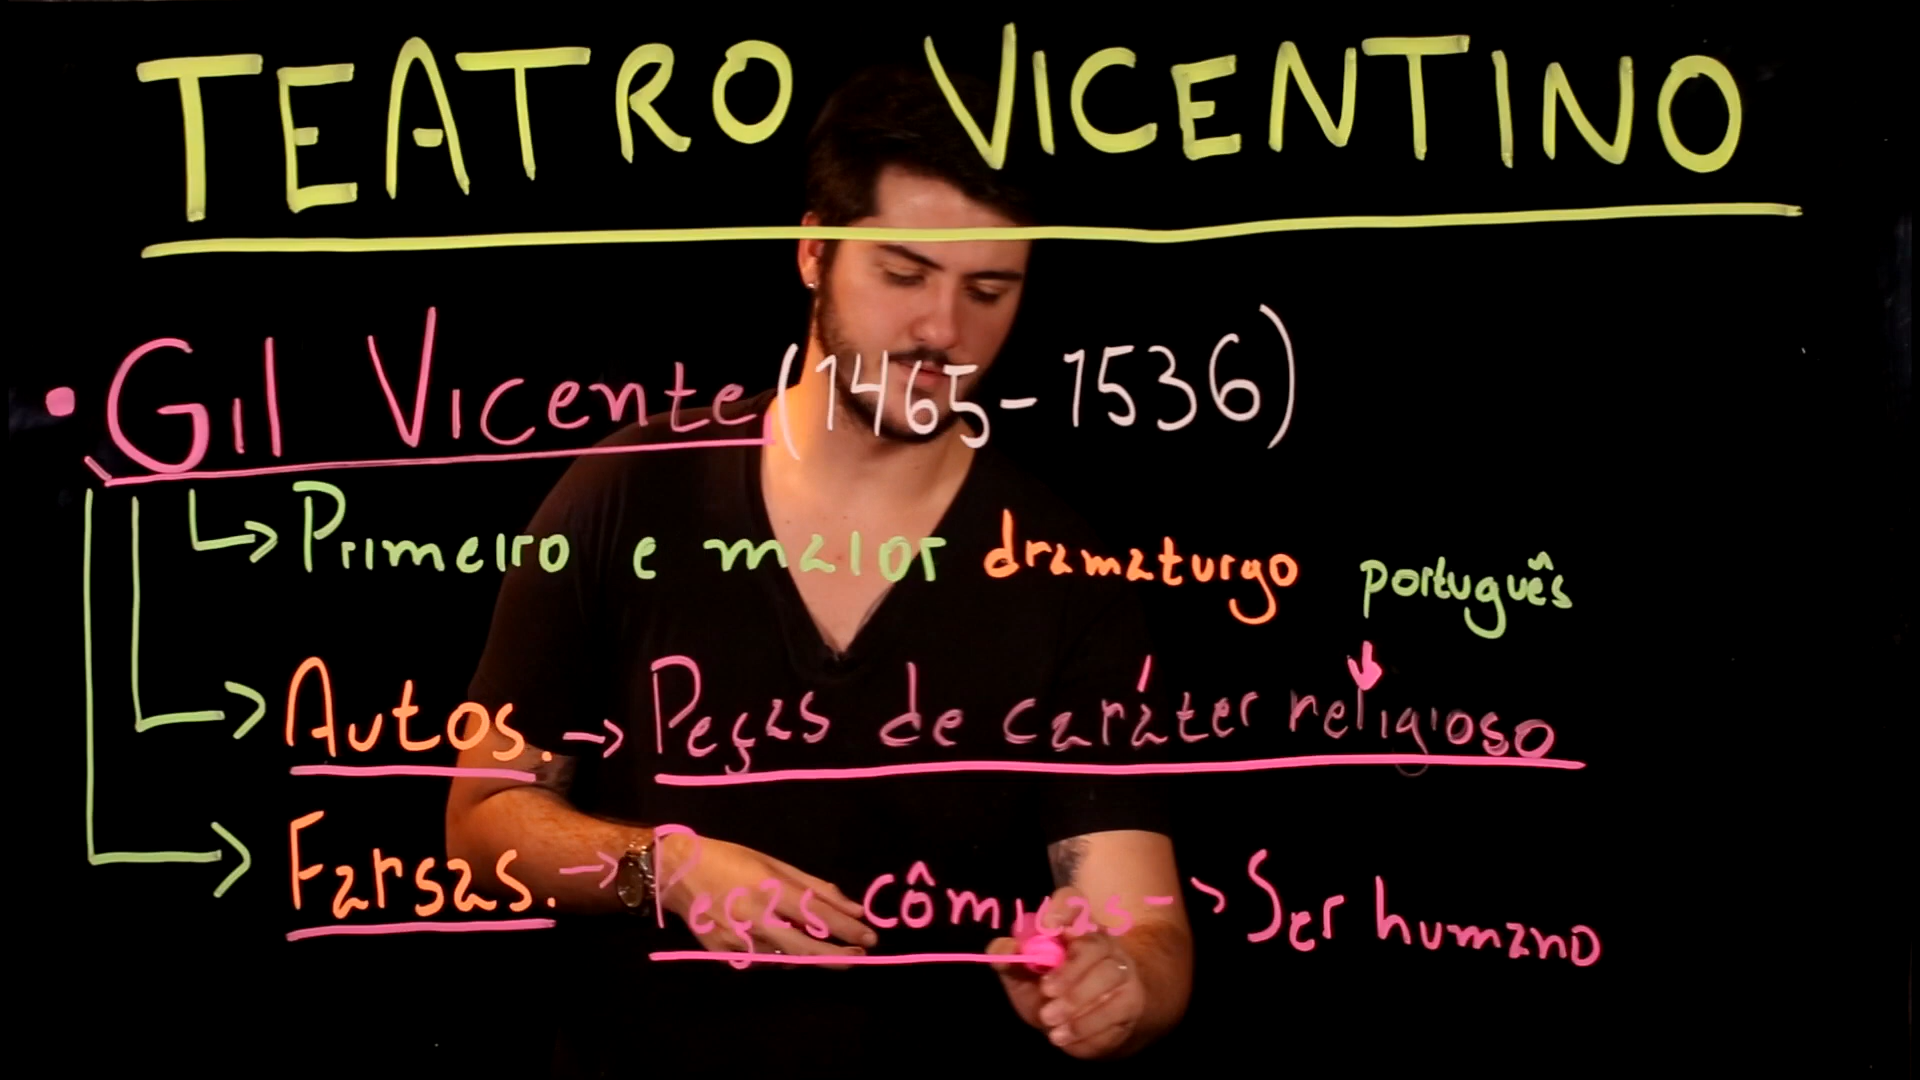 TEATRO VICENTINO
• Gil Vicente (1465-1536)
↳ Primeiro e maior dramaturgo português
→ Autos. → Peças de caráter religioso
→ Farsas. → Peças cômicas -> Ser humano